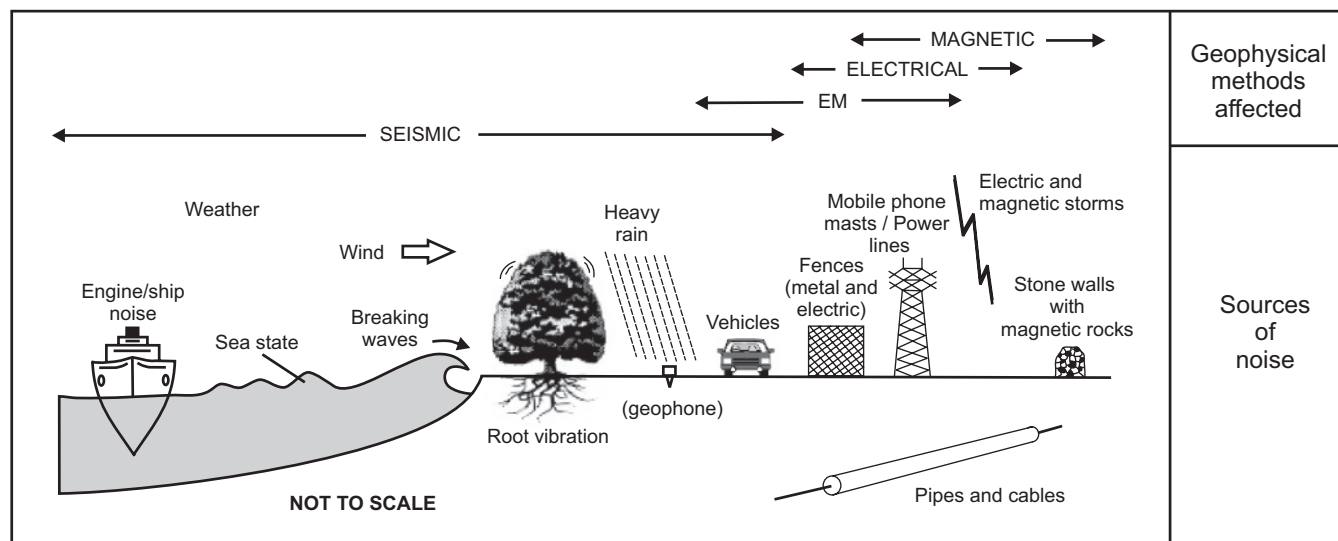 MAGNETIC
ELECTRICAL
EM
SEISMIC
Geophysical
methods
affected
Weather
Wind
Heavy
rain
Mobile phone
masts / Power
lines
Electric and
magnetic storms
Engine/ship
noise
Sea state
Breaking
waves
Vehicles
Fences
(metal and
electric)
Stone walls
with
magnetic rocks
Sources
of
noise
Root vibration
(geophone)
Pipes and cables
NOT TO SCALE